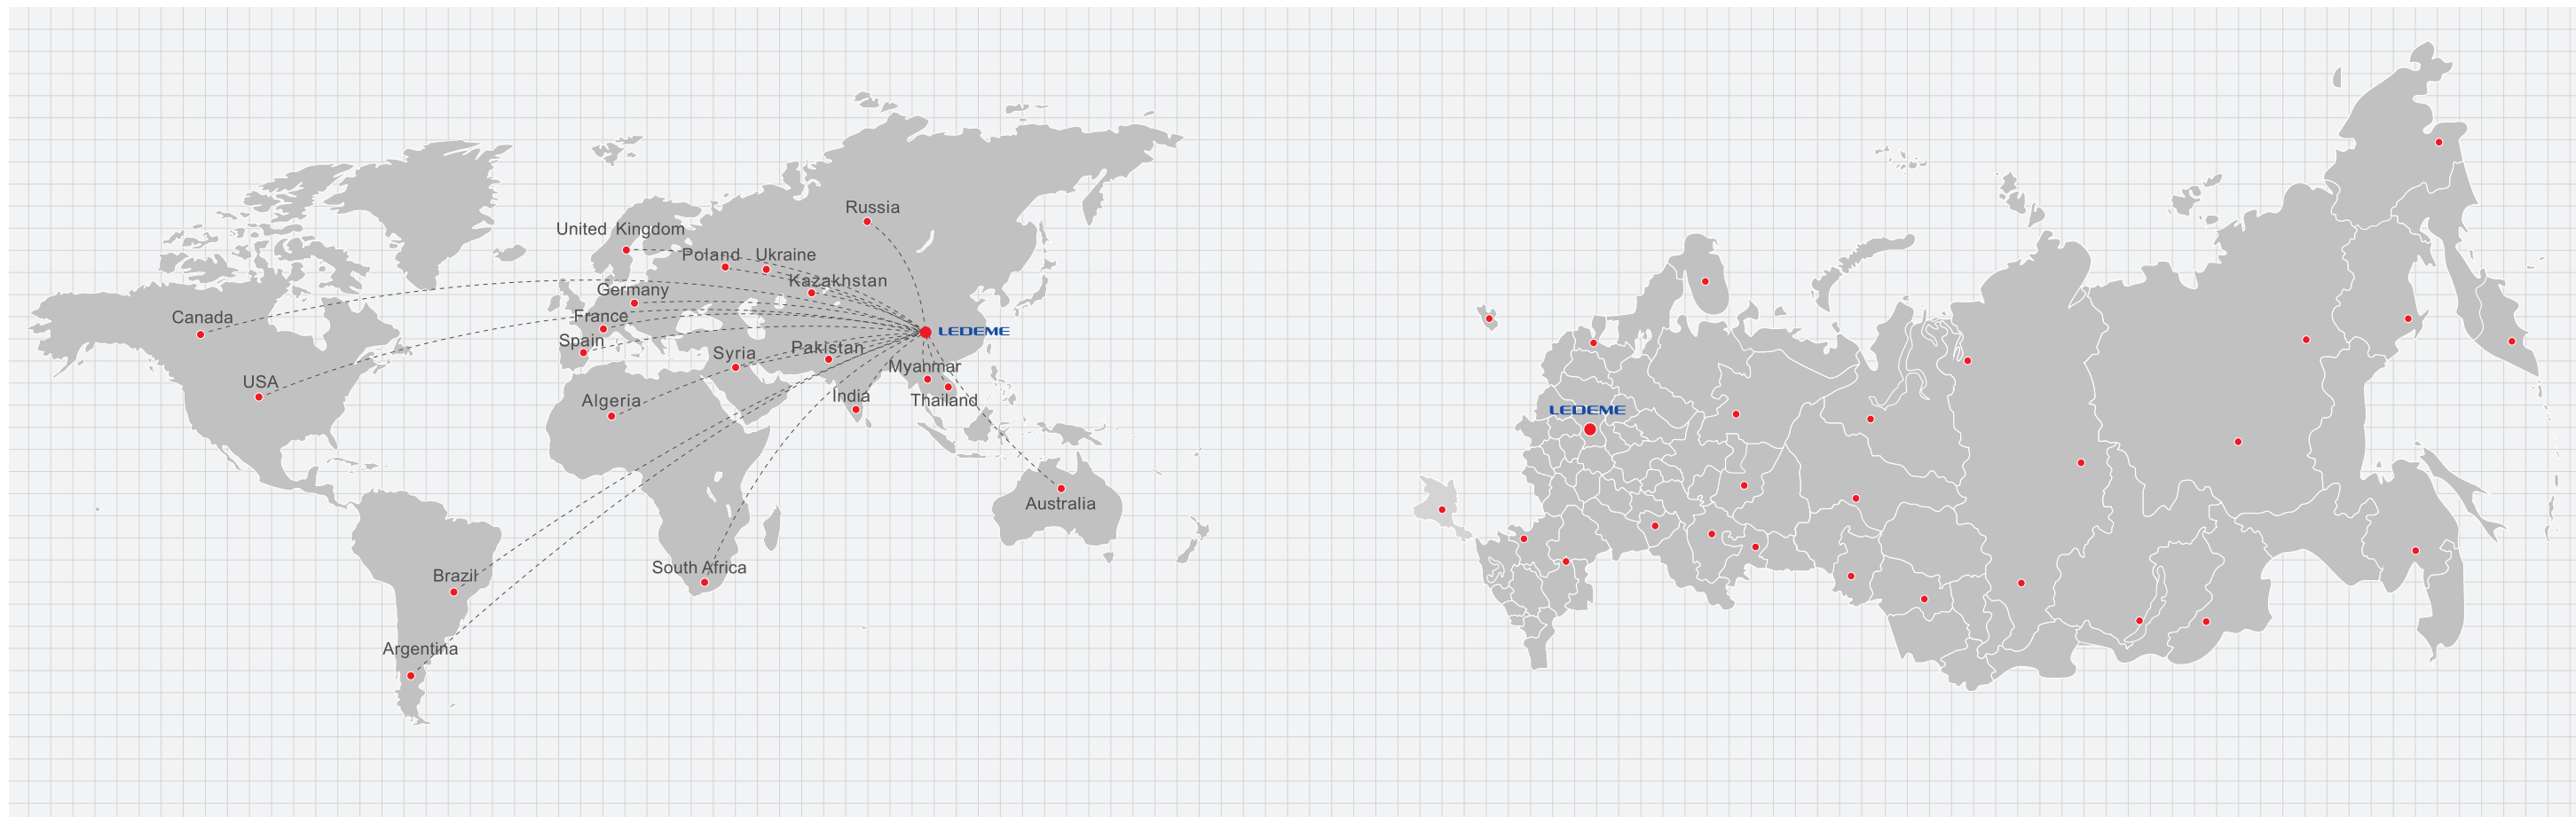 Russia
United Kingdom
Poland
Ukraine
Kazakhstan
Germany
Canada
France
LEDEME
Spain
Syria
Pakistan
Myanmar
USA
India
Algeria
Thailand
LEDEME
Australia
South Africa
Brazil
Argentina